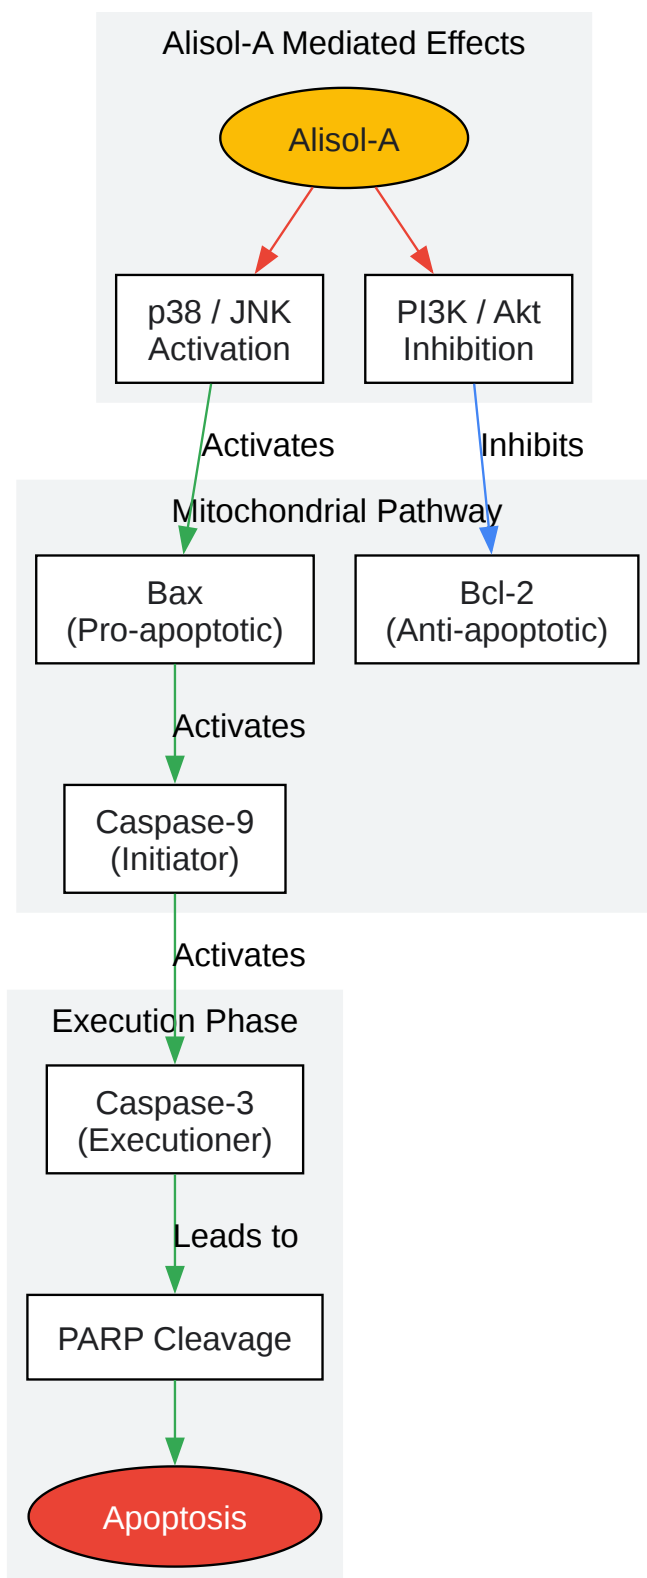 Alisol-A Mediated Effects
Alisol-A
p38 / JNK
Activation
PI3K / Akt
Inhibition
Activates
Inhibits
Mitochondrial Pathway
Bax
(Pro-apoptotic)
Bcl-2
(Anti-apoptotic)
Activates
Caspase-9
(Initiator)
Activates
Execution Phase
Caspase-3
(Executioner)
Leads to
PARP Cleavage
Apoptosis